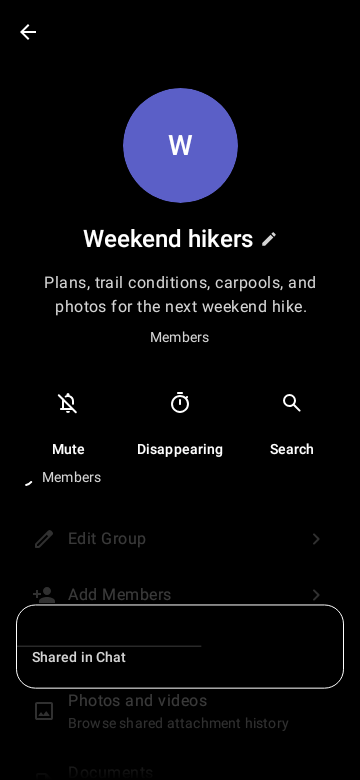 W
Weekend hikers
Plans, trail conditions, carpools, and
photos for the next weekend hike.
Members
Mute
Disappearing
Search
Members
Edit Group
Add Members
Shared in Chat
Photos and videos
Browse shared attachment history
Documents